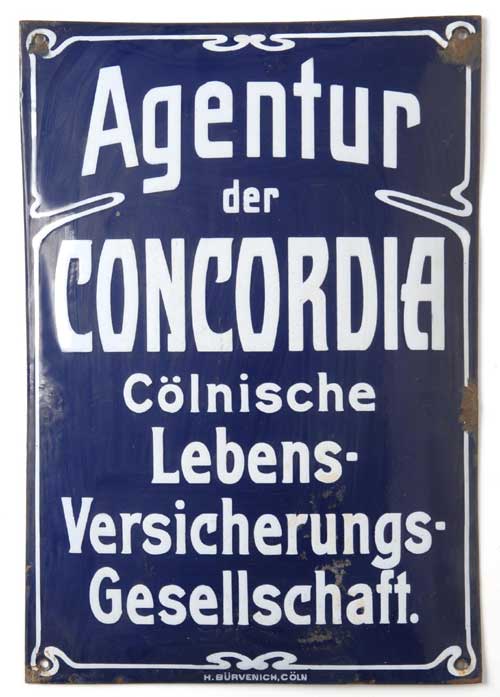 Agentur
der
CONCORDIA
Cölnische
Lebens-
Versicherungs-
Gesellschaft.
H. BÜRVENICH, CÖLN